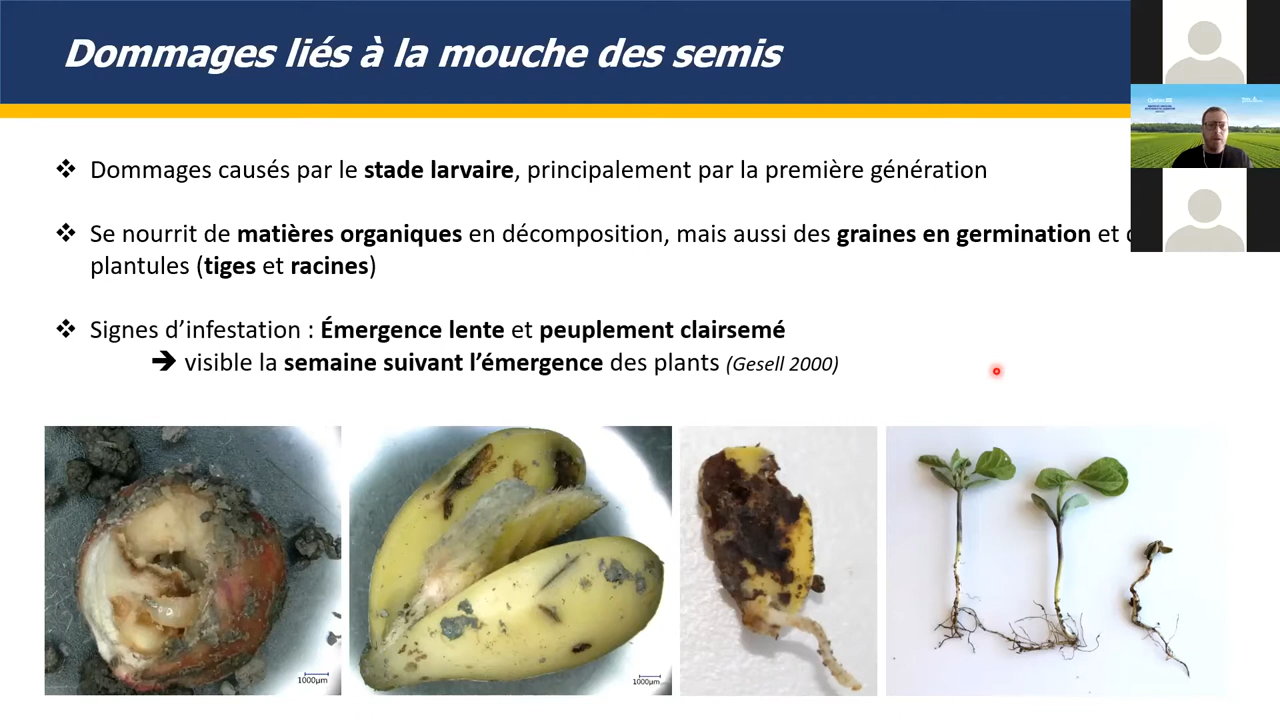 Dommages liés à la mouche des semis
❖ Dommages causés par le stade larvaire, principalement par la première génération
❖ Se nourrit de matières organiques en décomposition, mais aussi des graines en germination et
plantules (tiges et racines)
❖ Signes d’infestation : Émergence lente et peuplement clairsemé
➔ visible la semaine suivant l’émergence des plants (Gesell 2000)
1000µm
1000µm